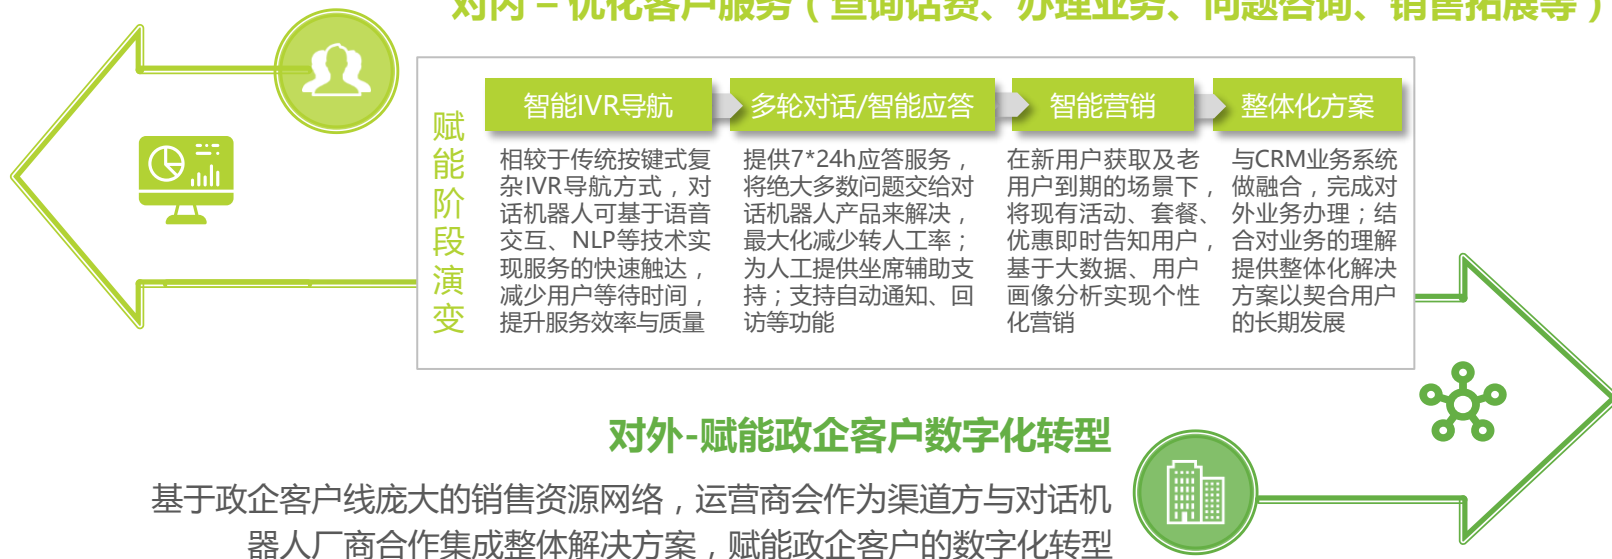 对内 – 优化客户服务（查询话费、办理业务、问题咨询、销售拓展等）
赋能阶段演变
智能IVR导航
相较于传统按键式复
杂IVR导航方式，对
话机器人可基于语音
交互、NLP等技术实
现服务的快速触达，
减少用户等待时间，
提升服务效率与质量
多轮对话/智能应答
提供7*24h应答服务，
将绝大多数问题交给对
话机器人产品来解决，
最大化减少转人工率；
为人工提供坐席辅助支
持；支持自动通知、回
访等功能
智能营销
在新用户获取及老
用户到期的场景下，
将现有活动、套餐、
优惠即时告知用户，
基于大数据、用户
画像分析实现个性
化营销
整体化方案
与CRM业务系统
做融合，完成对
外业务办理；结
合对业务的理解
提供整体化解决
方案以契合用户
的长期发展
对外-赋能政企客户数字化转型
基于政企客户线庞大的销售资源网络，运营商会作为渠道方与对话机
器人厂商合作集成整体解决方案，赋能政企客户的数字化转型